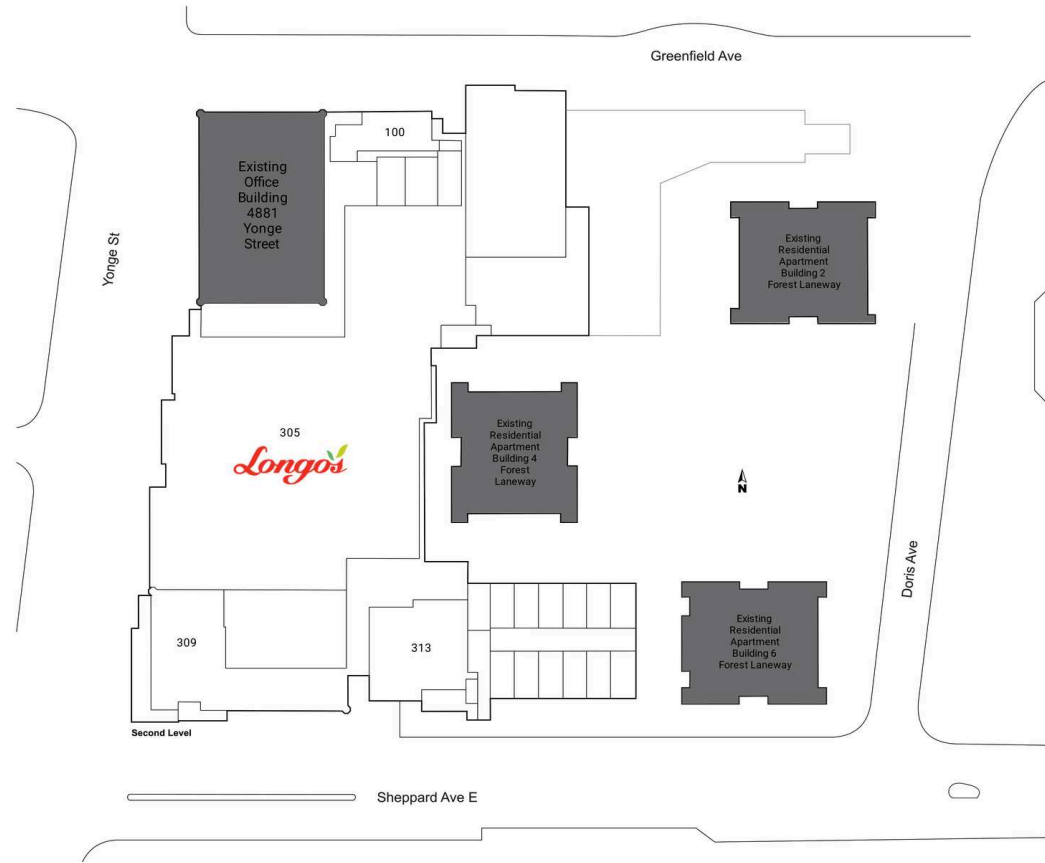 Greenfield Ave
100
Existing
Office
Building
4881
Yonge
Street
Yonge St
Existing
Residential
Apartment
Building 2
Forest Laneway
305
Longo's
Existing
Residential
Apartment
Building 4
Forest
Laneway
N
Doris Ave
309
313
Existing
Residential
Apartment
Building 6
Forest Laneway
Second Level
Sheppard Ave E